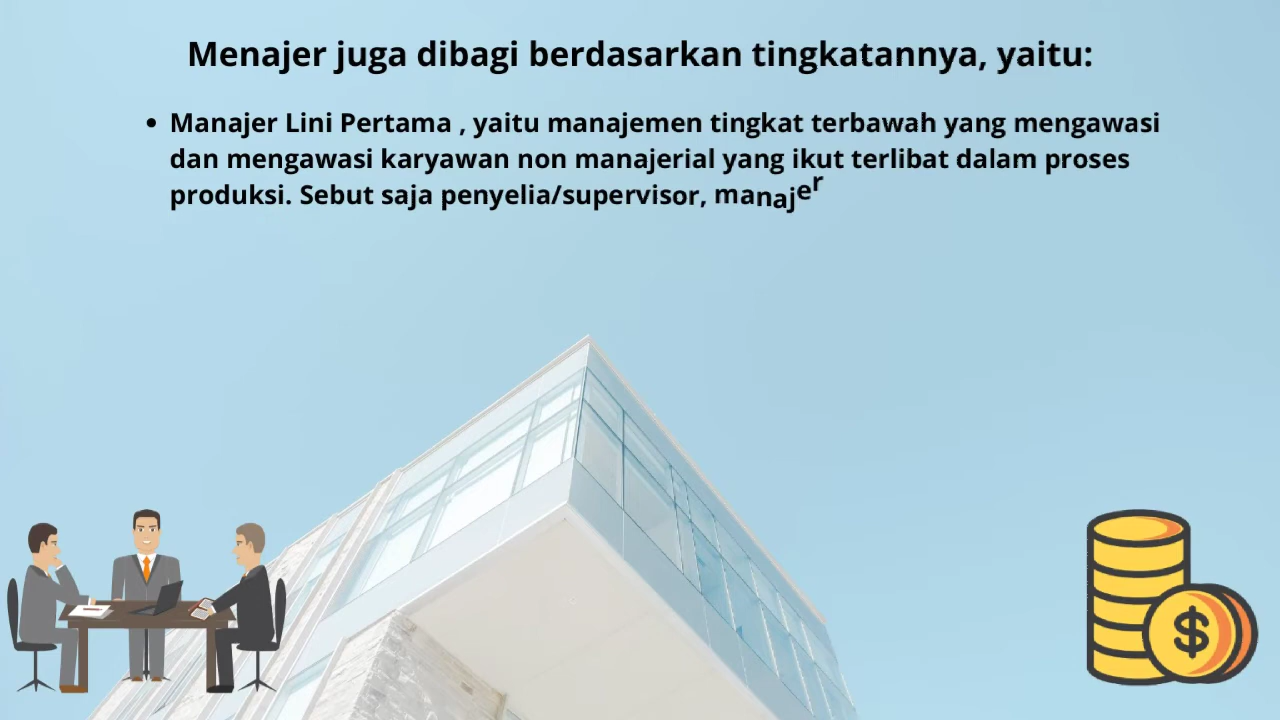 Menajer juga dibagi berdasarkan tingkatannya, yaitu:
• Manajer Lini Pertama , yaitu manajemen tingkat terbawah yang mengawasi
dan mengawasi karyawan non manajerial yang ikut terlibat dalam proses
produksi. Sebut saja penyelia/supervisor, manajer
$